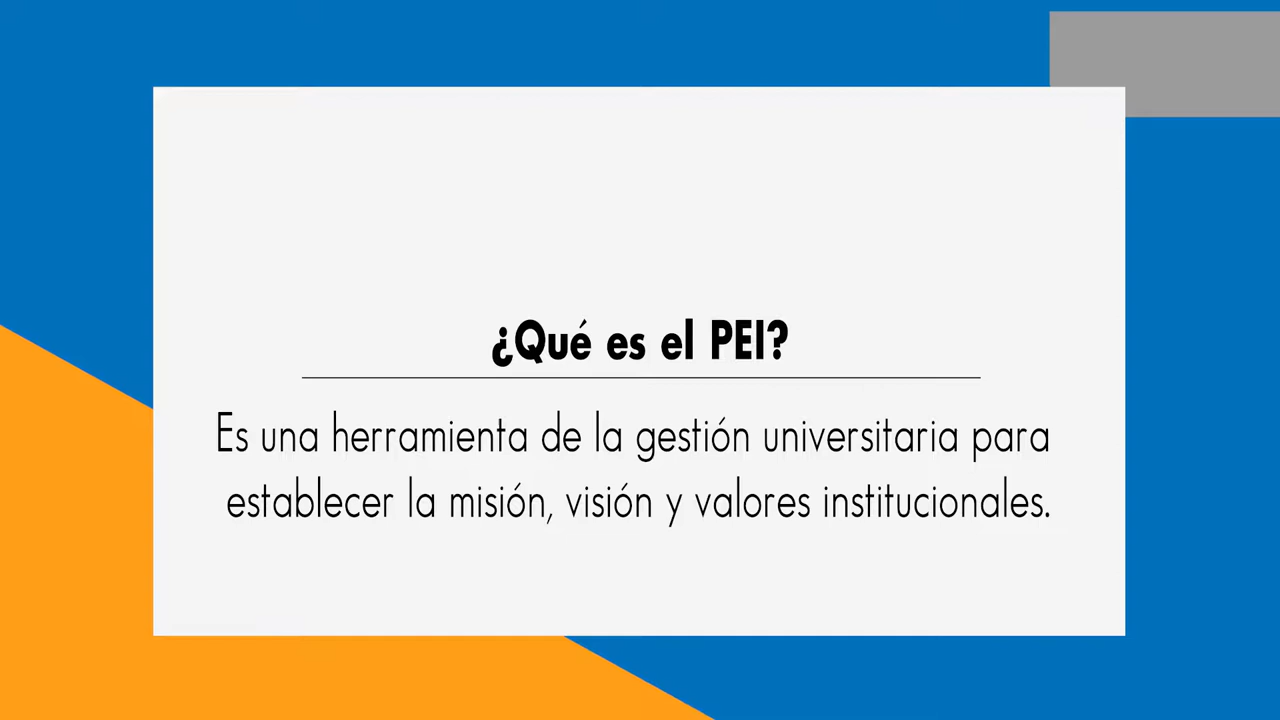 ¿Qué es el PEI?
Es una herramienta de la gestión universitaria para
establecer la misión, visión y valores institucionales.